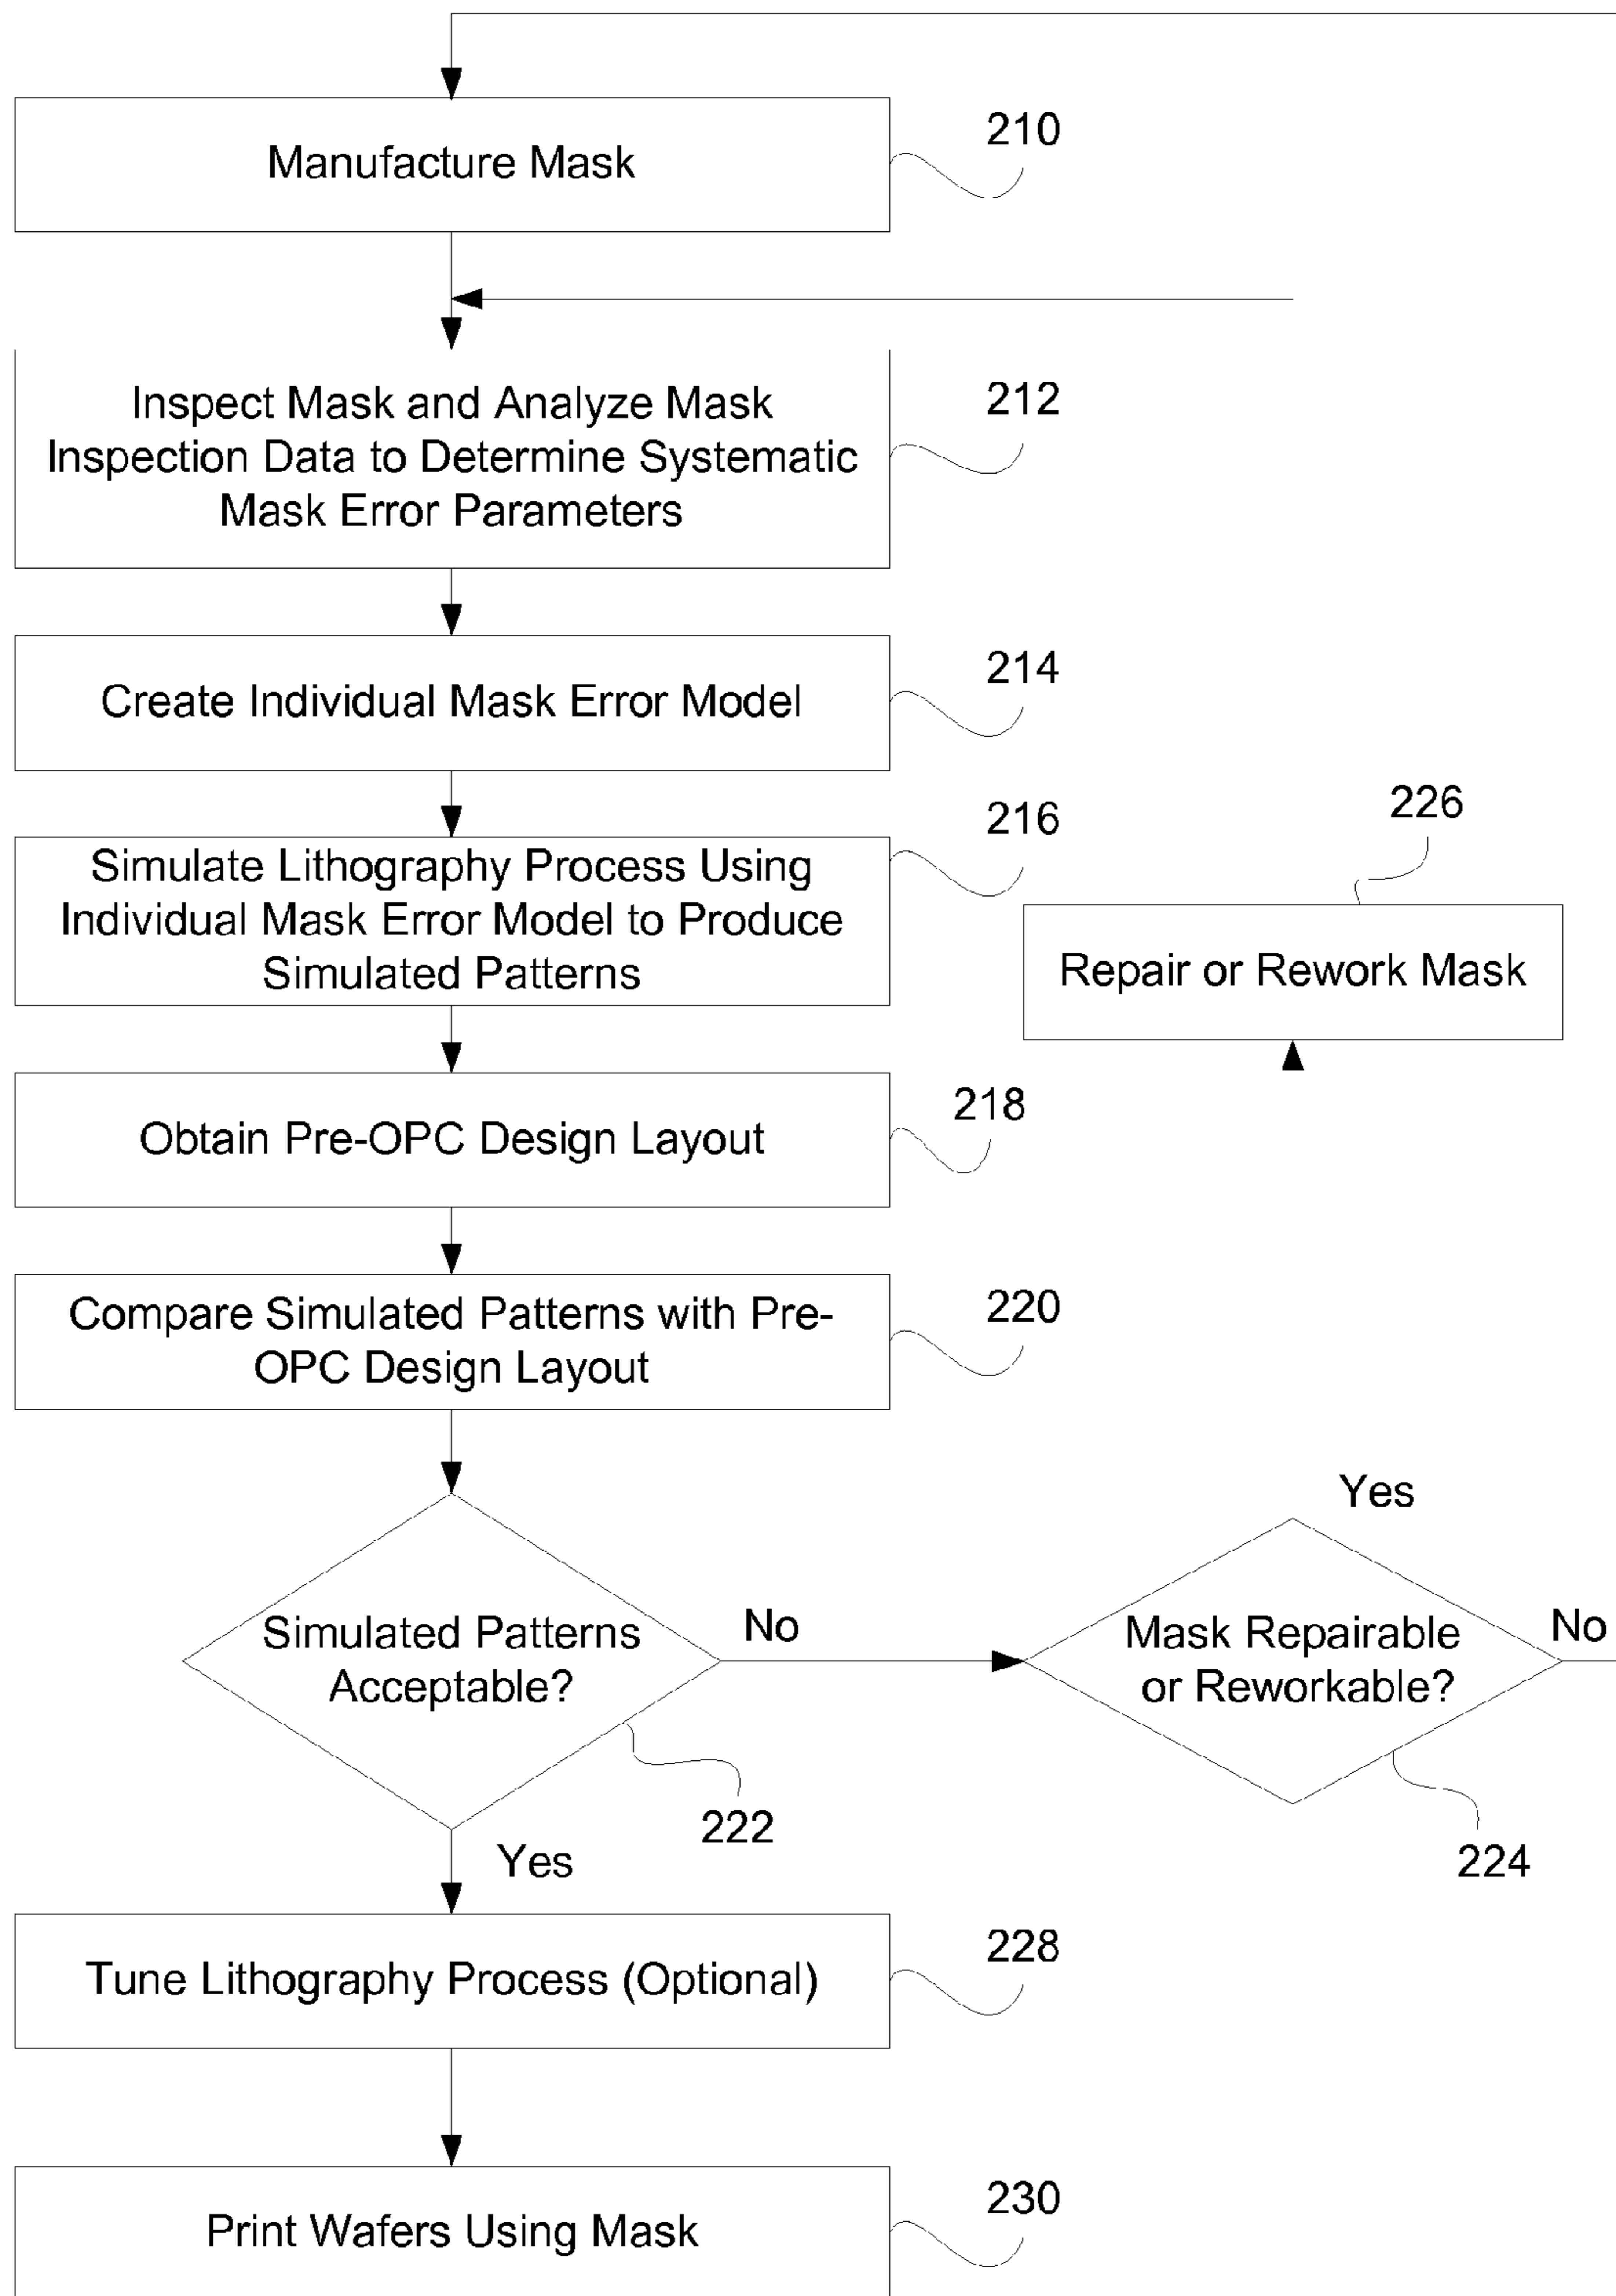 210
Manufacture Mask
212
Inspect Mask and Analyze Mask
Inspection Data to Determine Systematic
Mask Error Parameters
214
Create Individual Mask Error Model
216
226
Simulate Lithography Process Using
Individual Mask Error Model to Produce
Simulated Patterns
Repair or Rework Mask
218
Obtain Pre-OPC Design Layout
220
Compare Simulated Patterns with Pre-
OPC Design Layout
Yes
Simulated Patterns
Acceptable?
No
Mask Repairable
or Reworkable?
No
222
224
Yes
228
Tune Lithography Process (Optional)
230
Print Wafers Using Mask